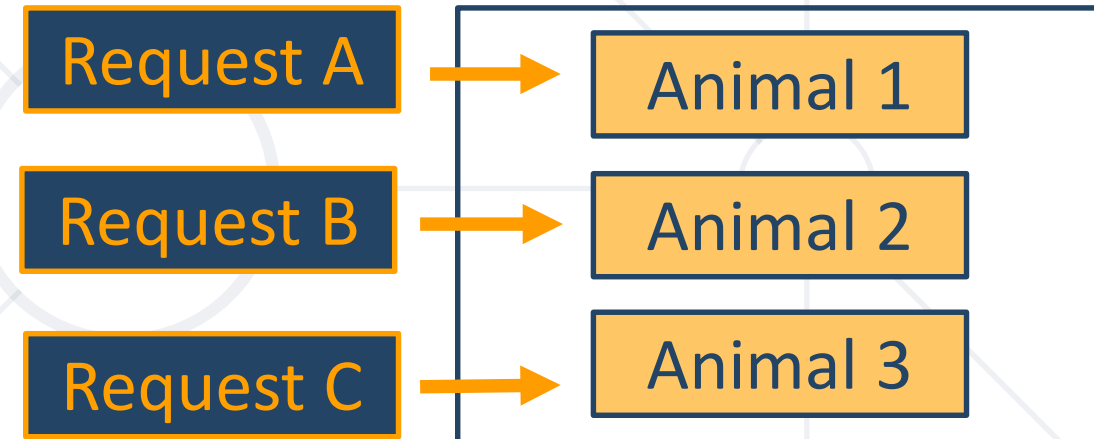 Request A
Animal 1
Request B
Animal 2
Request C
Animal 3